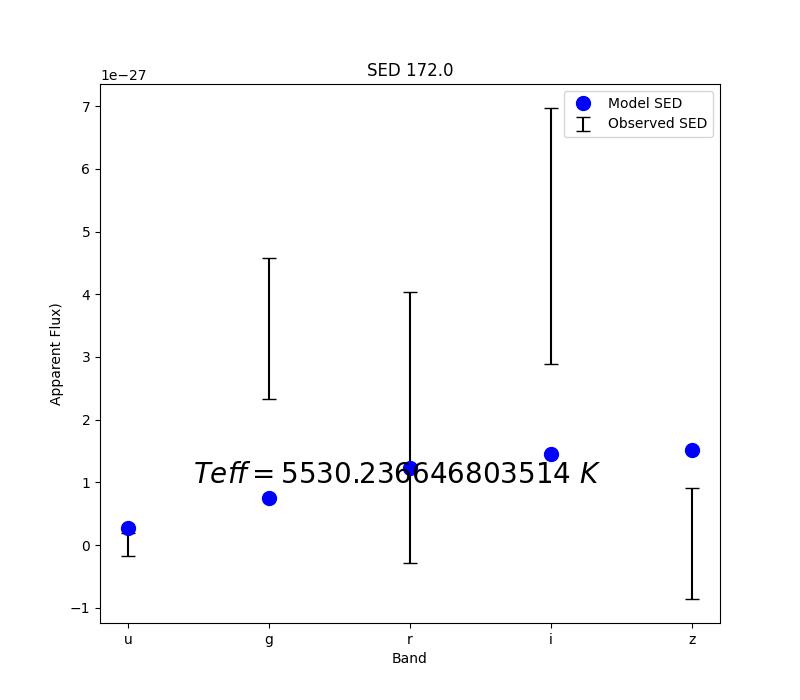 SED 172.0
1e−27
Model SED
Observed SED
7
6
5
4
3
2
1
0
−1
Apparent Flux)
Teff = 5530.236646803514 K
u g r i z
Band